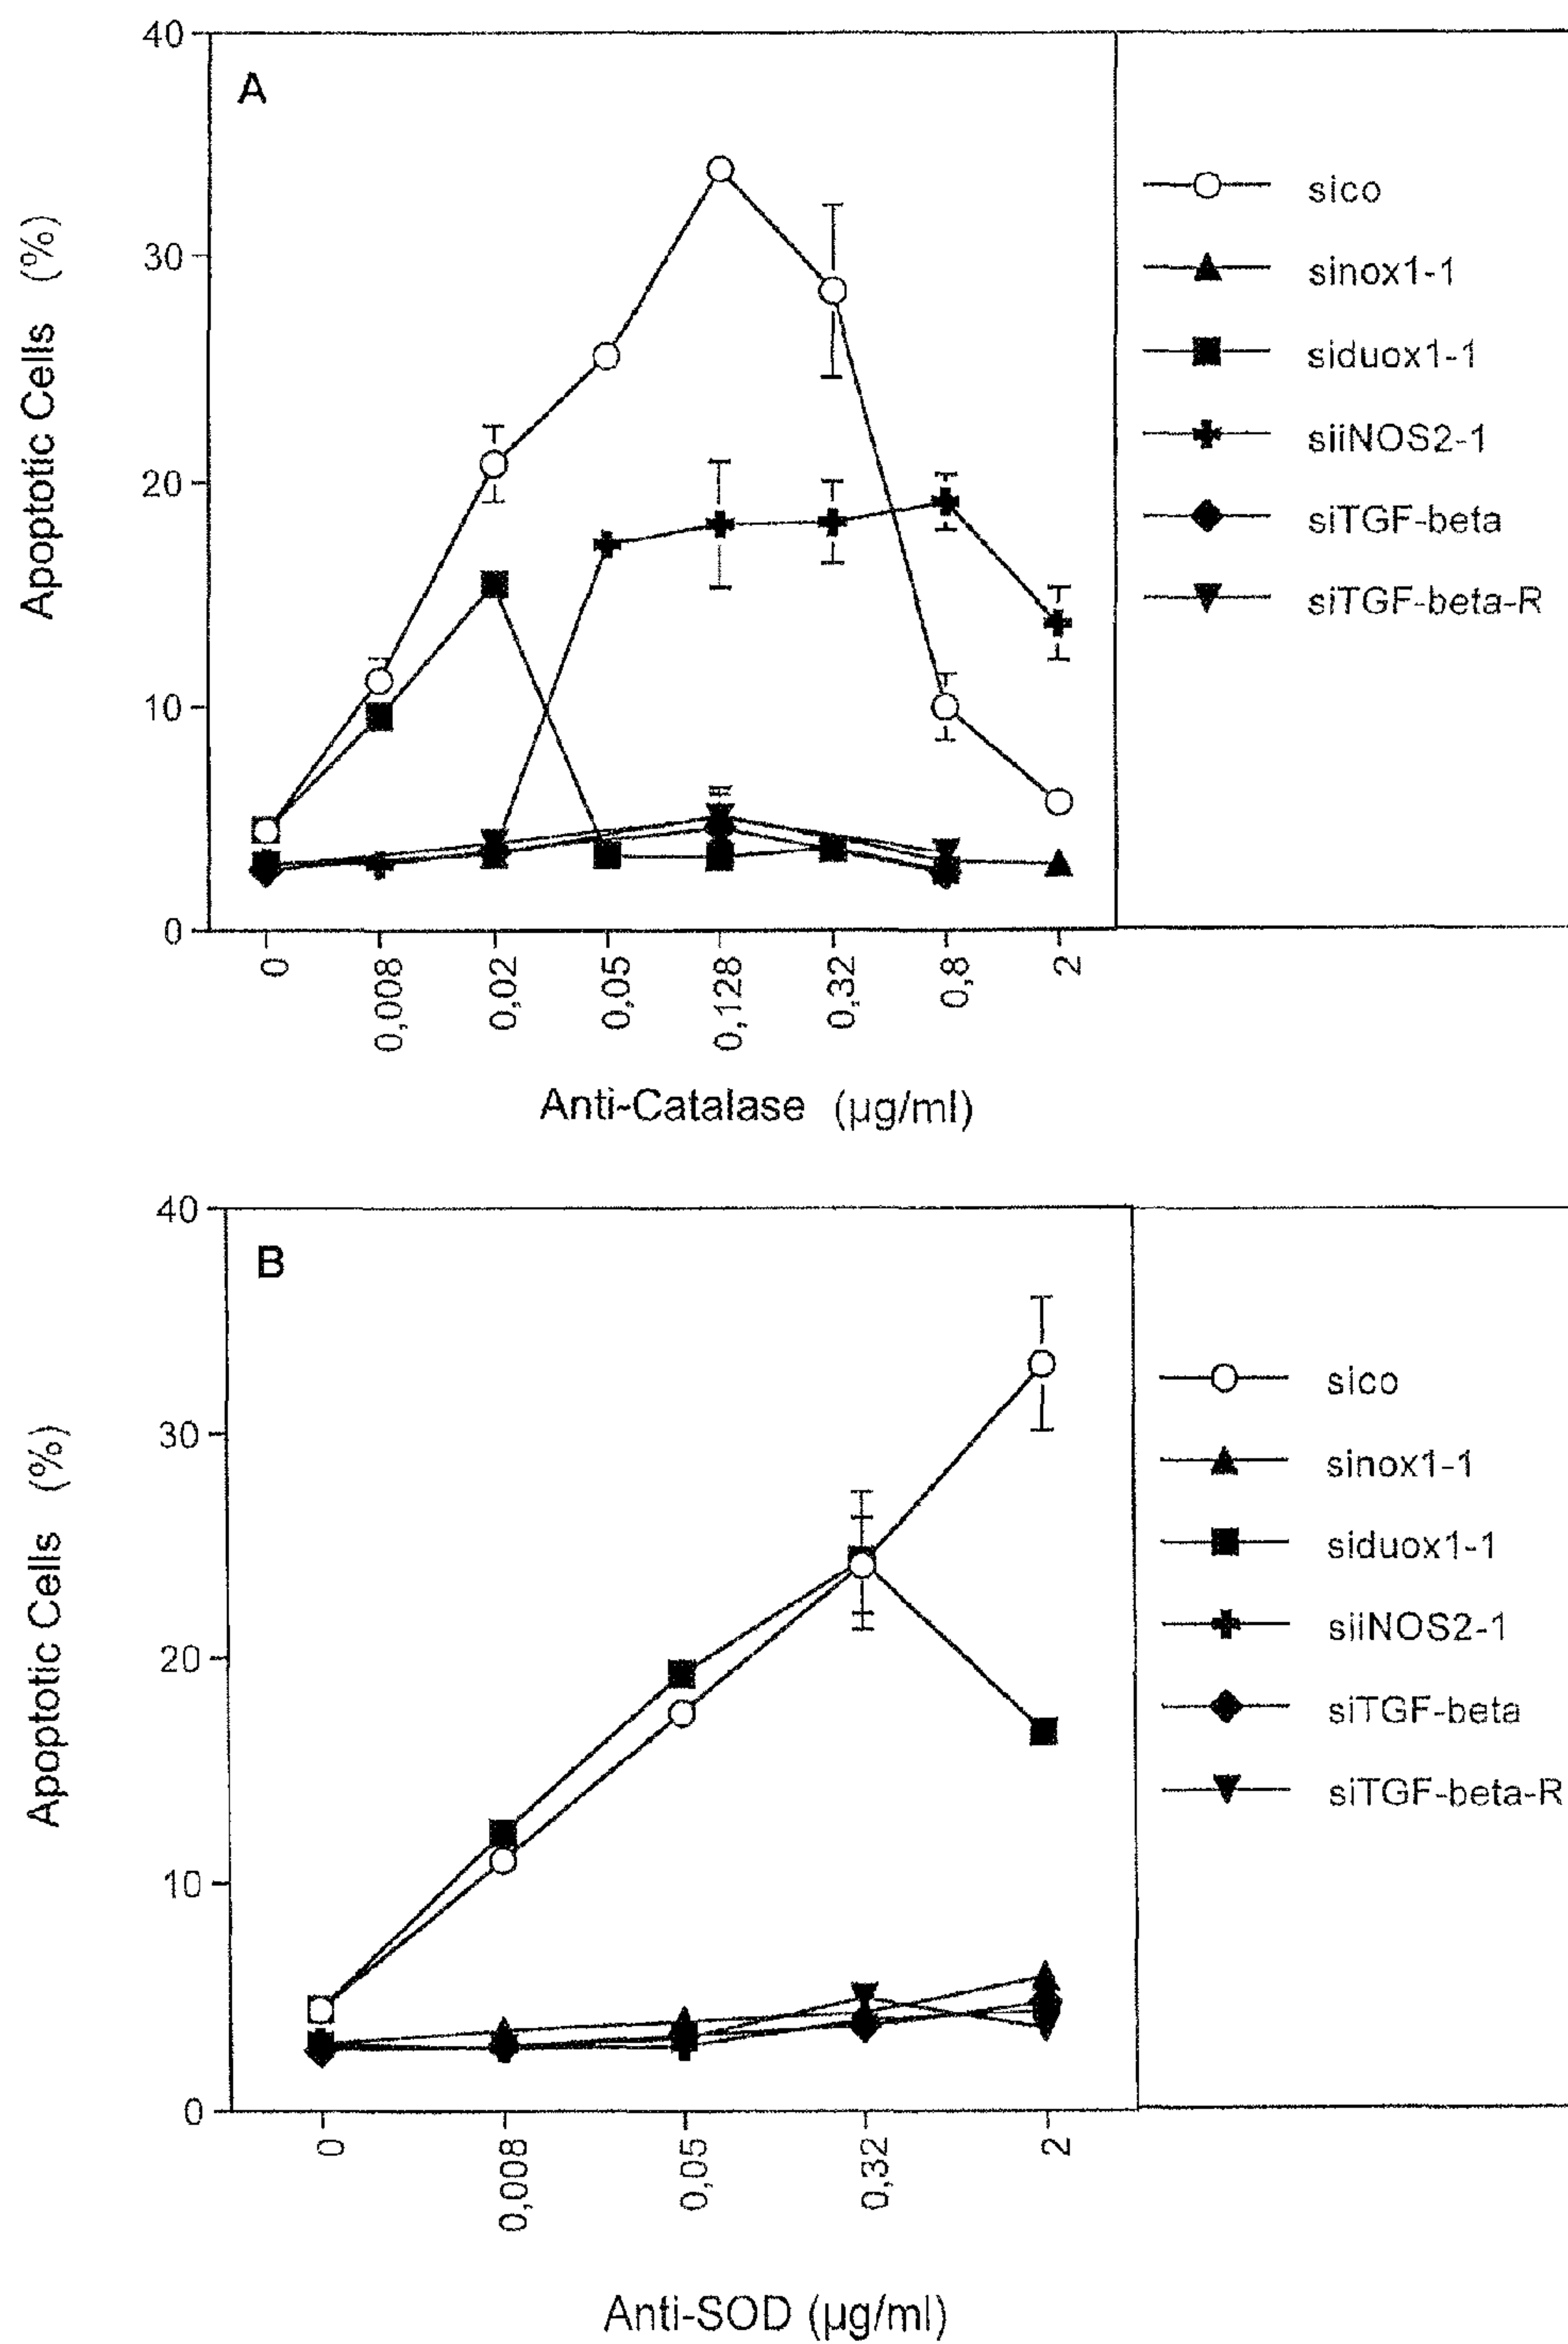 A
40
30
20
10
0
Apoptotic Cells (%)
0
0,008
0,02
0,05
0,128
0,32
0,8
2
Anti-Catalase (µg/ml)
sico
sinox1-1
siduox1-1
siiNOS2-1
siTGF-beta
siTGF-beta-R
B
40
30
20
10
0
Apoptotic Cells (%)
0
0,008
0,05
0,32
2
Anti-SOD (µg/ml)
sico
sinox1-1
siduox1-1
siiNOS2-1
siTGF-beta
siTGF-beta-R